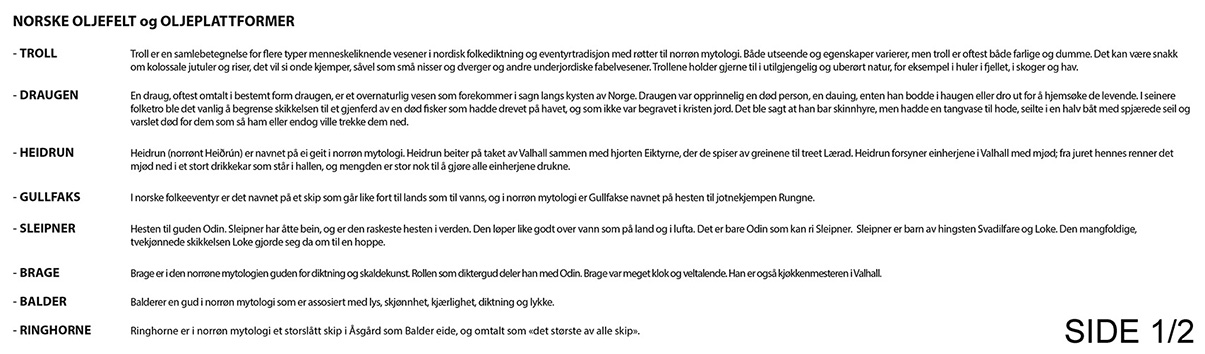 NORSKE OLJEFELT og OLJEPLATTFORMER
- TROLL Troll er en samlebetegnelse for flere typer menneskeliknende vesener i nordisk folkediktning og eventyrtradisjon med røtter til norrøn mytologi. Både utseende og egenskaper varierer, men troll er oftest både farlige og dumme. Det kan være snakk
om kolossale jutuler og riser, det vil si onde kjemper, såvel som små nisser og dverger og andre underjordiske fabelvesener. Trollene holder gjerne til i utilgjengelig og uberørt natur, for eksempel i huler i fjellet, i skoger og hav.
- DRAUGEN En draug, oftest omtalt i bestemt form draugen, er et overnaturlig vesen som forekommer i sagn langs kysten av Norge. Draugen var opprinnelig en død person, en dauing, enten han bodde i haugen eller dro ut for å hjemsøke de levende. I seinere
folketro ble det vanlig å begrense skikkelsen til et gjenferd av en død fisker som hadde drevet på havet, og som ikke var begravet i kristen jord. Det ble sagt at han bar skinnhyre, men hadde en tangvase til hode, seilte i en halv båt med spjærede seil og
varslet død for dem som så ham eller endog ville trekke dem ned.
- HEIDRUN Heidrun (norrønt Heiðrún) er navnet på ei geit i norrøn mytologi. Heidrun beiter på taket av Valhall sammen med hjorten Eiktyrne, der de spiser av greinene til treet Lærad. Heidrun forsyner einherjene i Valhall med mjød; fra juret hennes renner det
mjød ned i et stort drikkekar som står i hallen, og mengden er stor nok til å gjøre alle einherjene drukne.
- GULLFAKS I norske folkeeventyr er det navnet på et skip som går like fort til lands som til vanns, og i norrøn mytologi er Gullfakse navnet på hesten til jotnekjempen Rungne.
- SLEIPNER Hesten til guden Odin. Sleipner har åtte bein, og er den raskeste hesten i verden. Den løper like godt over vann som på land og i lufta. Det er bare Odin som kan ri Sleipner. Sleipner er barn av hingsten Svadilfare og Loke. Den mangfoldige,
tvekjønnede skikkelsen Loke gjorde seg da om til en hoppe.
- BRAGE Brage er i den norrøne mytologien guden for diktning og skaldekunst. Rollen som diktergud deler han med Odin. Brage var meget klok og veltalende. Han er også kjøkkenmesteren i Valhall.
- BALDER Balderer en gud i norrøn mytologi som er assosiert med lys, skjønnhet, kjærlighet, diktning og lykke.
- RINGHORNE Ringhorne er i norrøn mytologi et storslått skip i Åsgård som Balder eide, og omtalt som «det største av alle skip».
SIDE 1/2